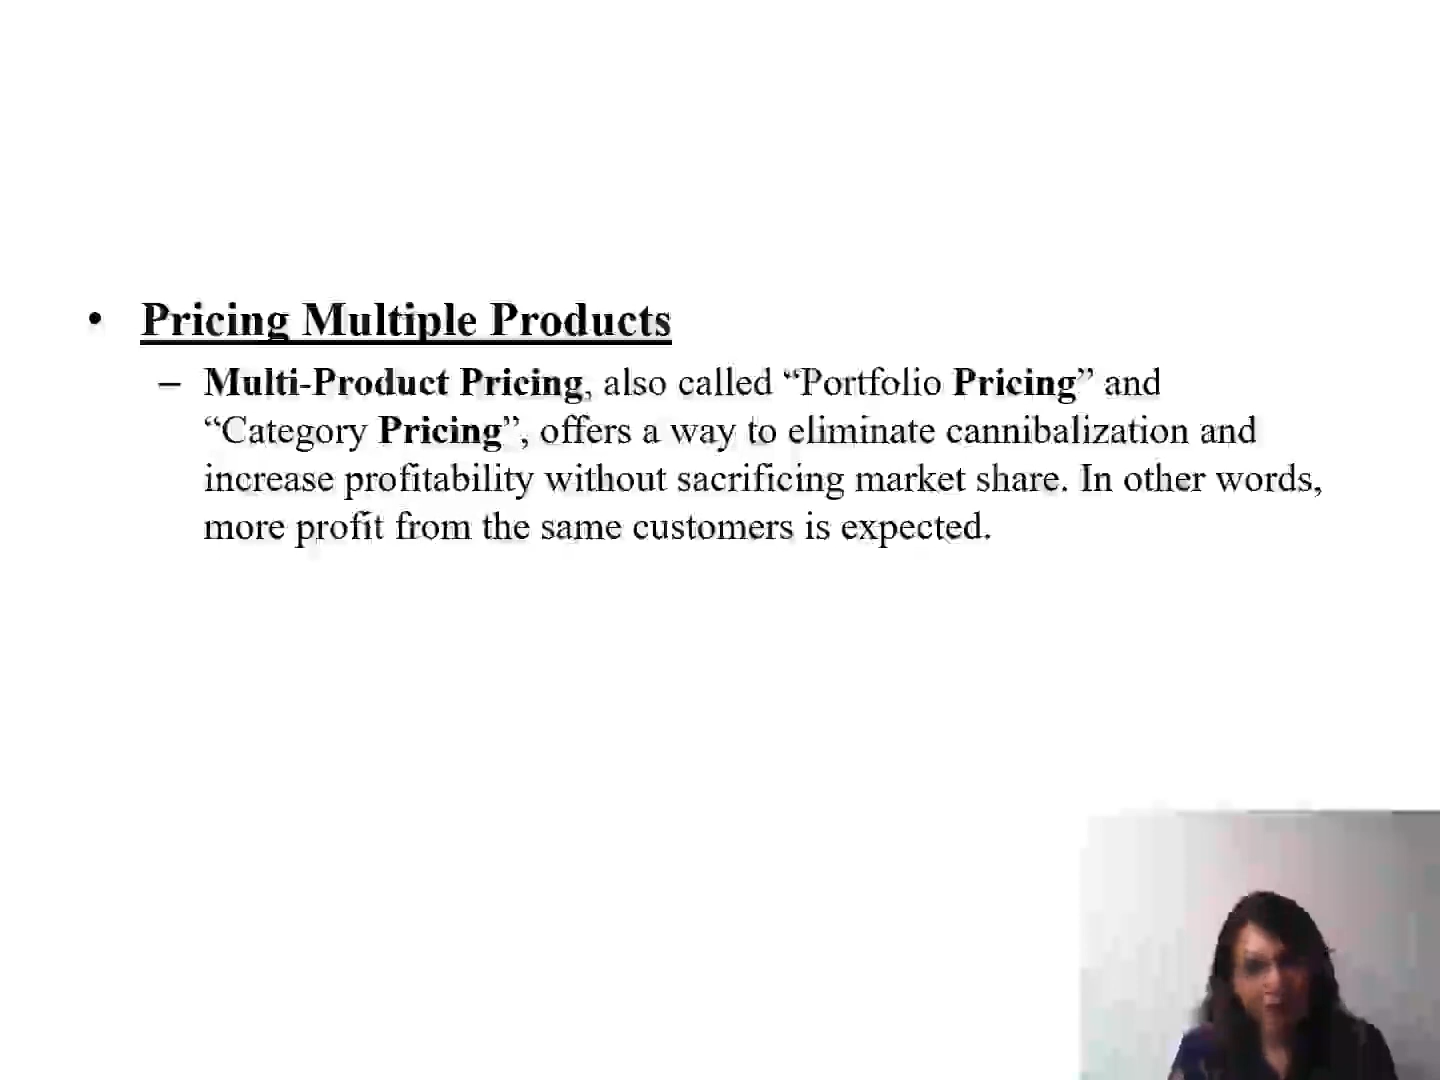 • Pricing Multiple Products
– Multi-Product Pricing, also called “Portfolio Pricing” and
“Category Pricing”, offers a way to eliminate cannibalization and
increase profitability without sacrificing market share. In other words,
more profit from the same customers is expected.